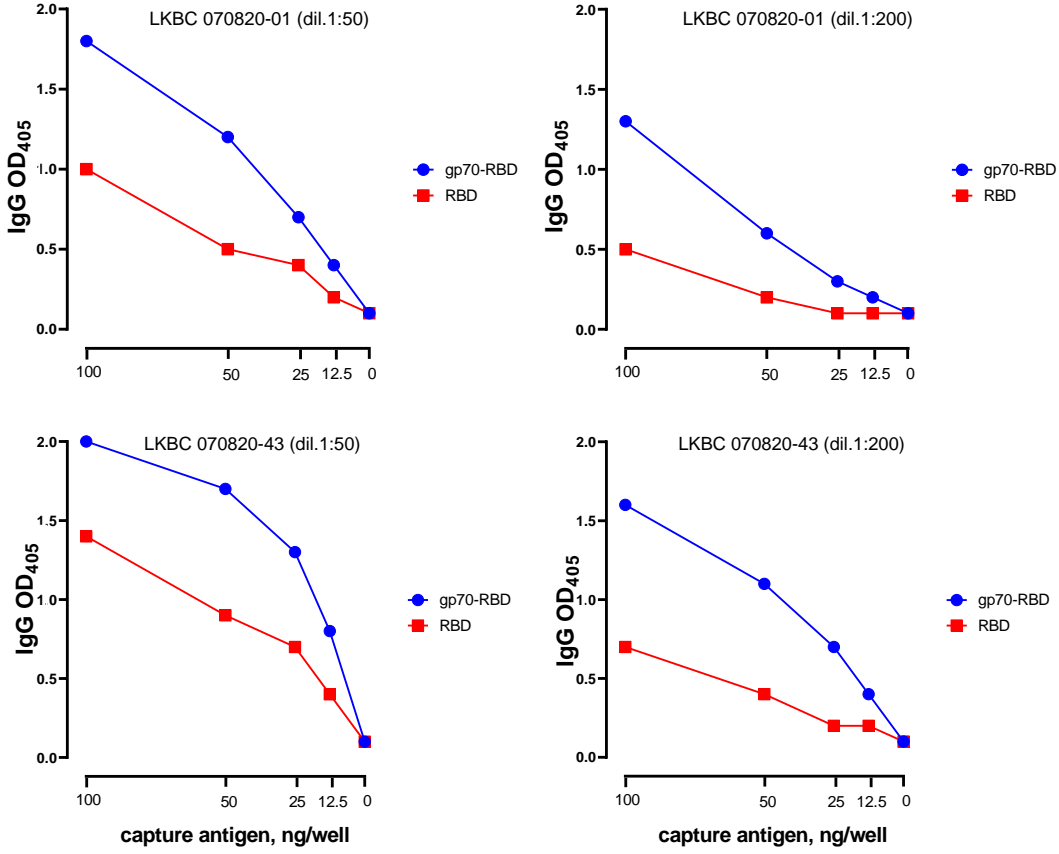 LKBC 070820-01 (dil.1:50)
2.0
1.5
1.0
0.5
0.0
IgG OD405
gp70-RBD
RBD
100 50 25 12.5 0
LKBC 070820-01 (dil.1:200)
2.0
1.5
1.0
0.5
0.0
IgG OD405
gp70-RBD
RBD
100 50 25 12.5 0
LKBC 070820-43 (dil.1:50)
2.0
1.5
1.0
0.5
0.0
IgG OD405
gp70-RBD
RBD
100 50 25 12.5 0
capture antigen, ng/well
LKBC 070820-43 (dil.1:200)
2.0
1.5
1.0
0.5
0.0
IgG OD405
gp70-RBD
RBD
100 50 25 12.5 0
capture antigen, ng/well